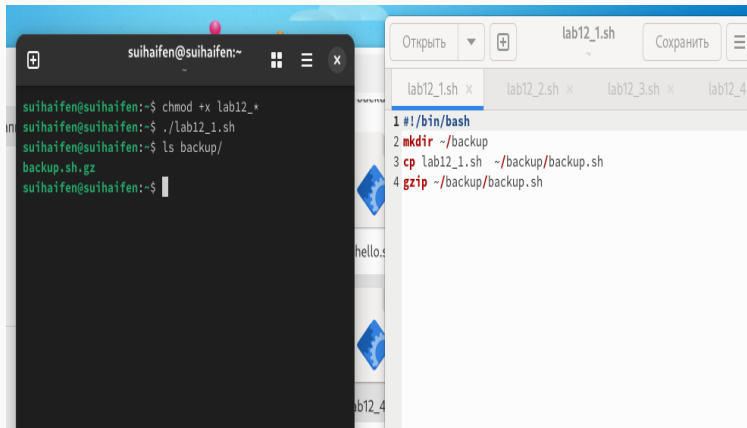 suihaifen@suihaifen:~
~
suihaifen@suihaifen:~$ chmod +x lab12_*
suihaifen@suihaifen:~$ ./lab12_1.sh
suihaifen@suihaifen:~$ ls backup/
backup.sh.gz
suihaifen@suihaifen:~$
hello.s
ab12_4
Открыть
lab12_1.sh
~
Сохранить
lab12_1.sh ×
lab12_2.sh ×
lab12_3.sh ×
lab12_4
1 #!/bin/bash
2 mkdir ~/backup
3 cp lab12_1.sh  ~/backup/backup.sh
4 gzip ~/backup/backup.sh